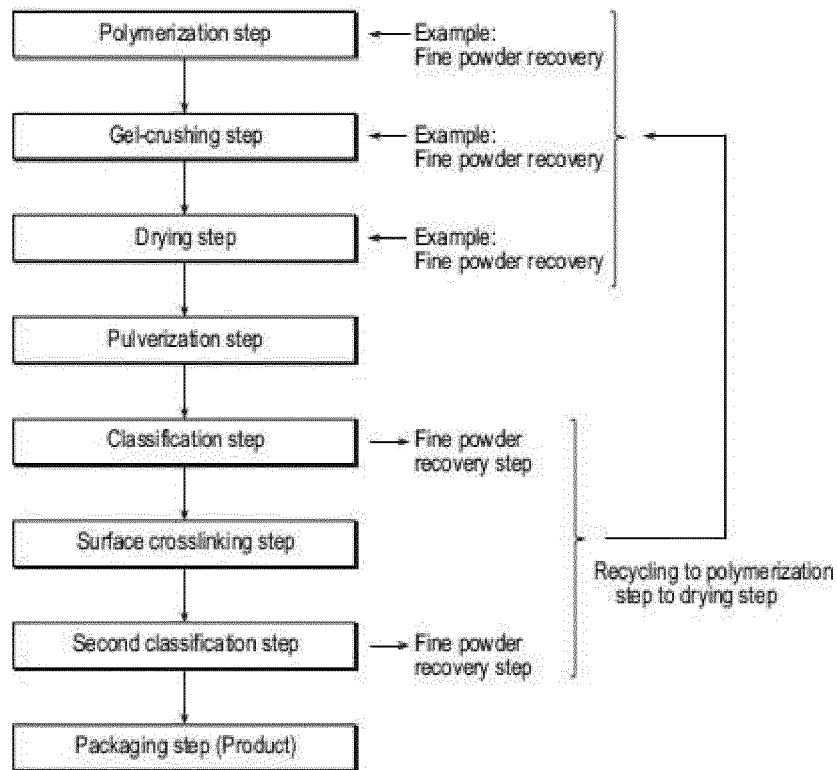 Polymerization step
Example:
Fine powder recovery
Gel-crushing step
Example:
Fine powder recovery
Drying step
Example:
Fine powder recovery
Pulverization step
Classification step
Fine powder
recovery step
Surface crosslinking step
Recycling to polymerization
step to drying step
Second classification step
Fine powder
recovery step
Packaging step (Product)